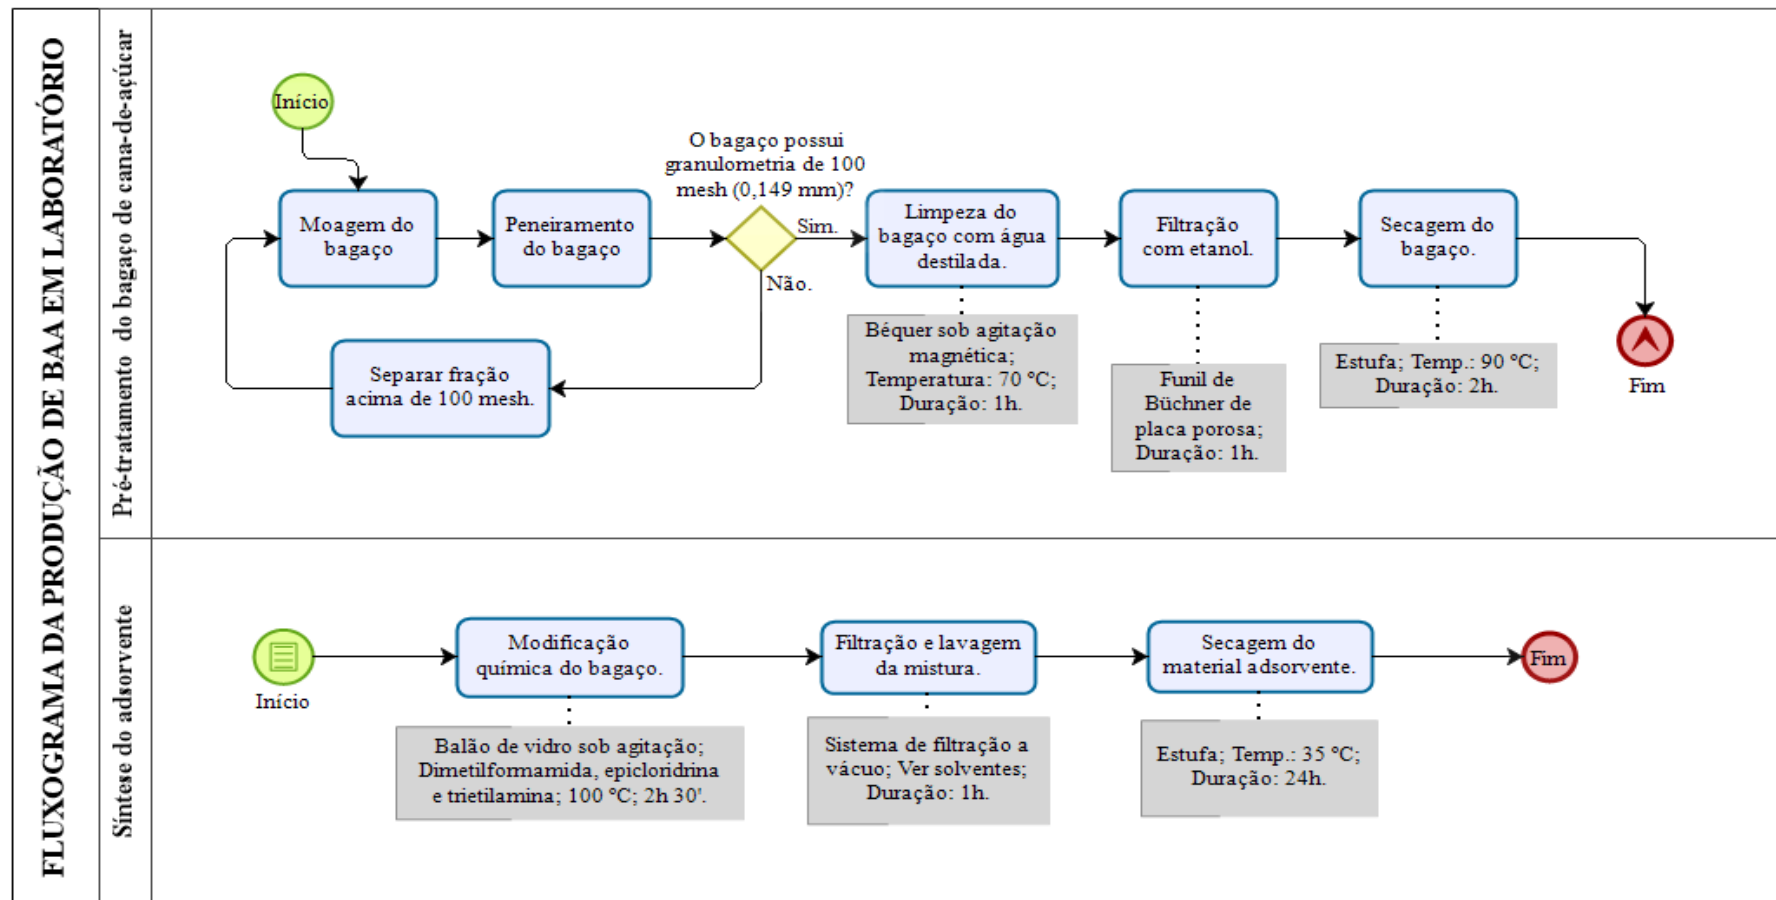 FLUXOGRAMA DA PRODUÇÃO DE BAA EM LABORATÓRIO
Pré-tratamento do bagaço de cana-de-açúcar
Início
Moagem do
bagaço
Peneiramento
do bagaço
O bagaço possui
granulometria de 100
mesh (0,149 mm)?
Sim.
Não.
Separar fração
acima de 100 mesh.
Limpeza do
bagaço com água
destilada.
Béquer sob agitação
magnética;
Temperatura: 70 °C;
Duração: 1h.
Filtração
com etanol.
Funil de
Büchner de
placa porosa;
Duração: 1h.
Secagem do
bagaço.
Estufa; Temp.: 90 °C;
Duração: 2h.
Fim
Síntese do adsorvente
Início
Modificação
química do bagaço.
Balão de vidro sob agitação;
Dimetilformamida, epicloridrina
e trietilamina; 100 °C; 2h 30'.
Filtração e lavagem
da mistura.
Sistema de filtração a
vácuo; Ver solventes;
Duração: 1h.
Secagem do
material adsorvente.
Estufa; Temp.: 35 °C;
Duração: 24h.
Fim